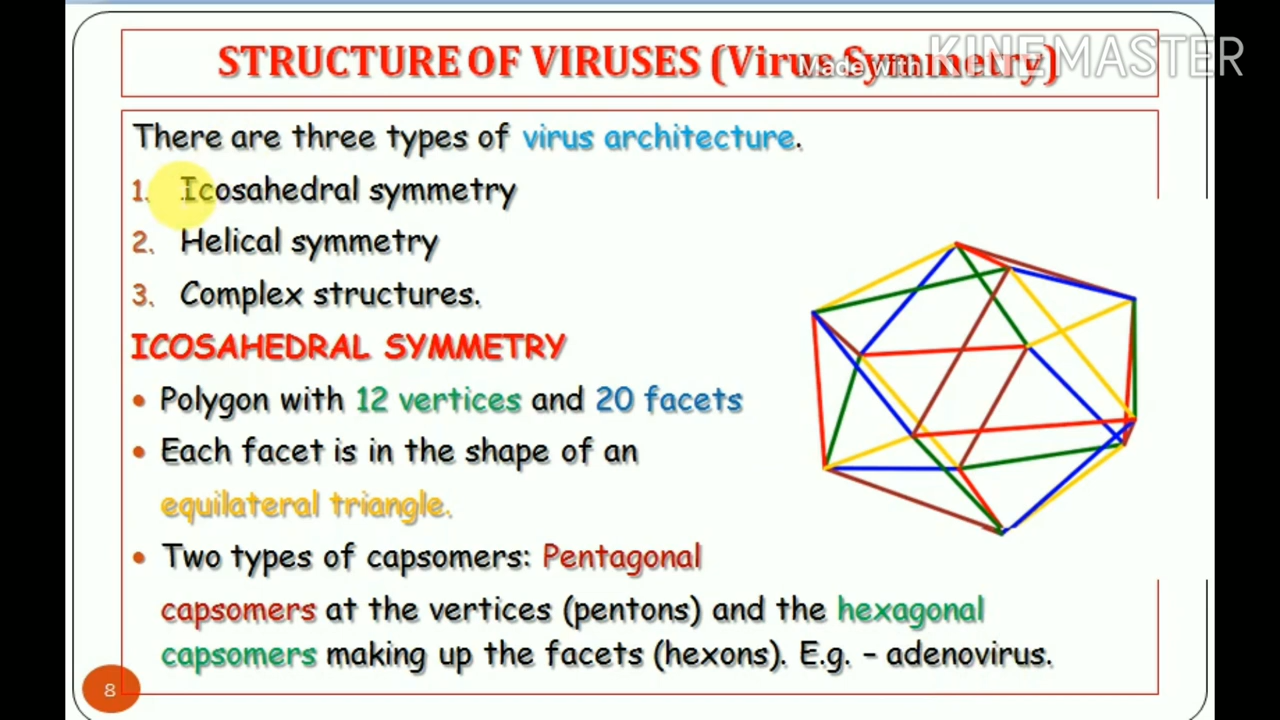 STRUCTURE OF VIRUSES (Virus Symmetry)
Made with KINEMASTER
There are three types of virus architecture.
1. Icosahedral symmetry
2. Helical symmetry
3. Complex structures.
ICOSAHEDRAL SYMMETRY
• Polygon with 12 vertices and 20 facets
• Each facet is in the shape of an
equilateral triangle.
• Two types of capsomers: Pentagonal
capsomers at the vertices (pentons) and the hexagonal
capsomers making up the facets (hexons). E.g. – adenovirus.
8